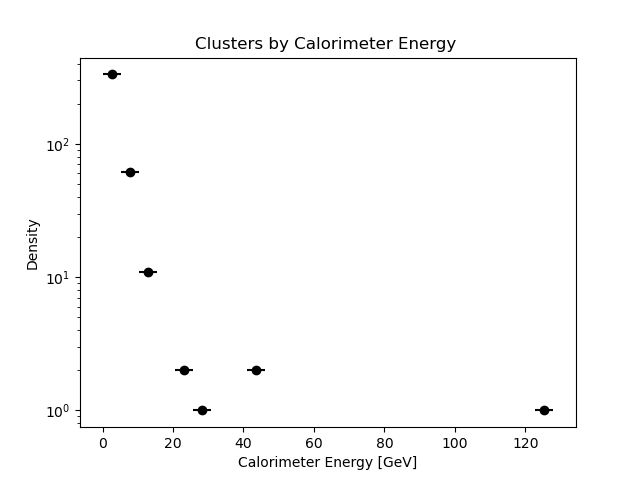 Clusters by Calorimeter Energy
Density
10²
10¹
10⁰
0 20 40 60 80 100 120
Calorimeter Energy [GeV]